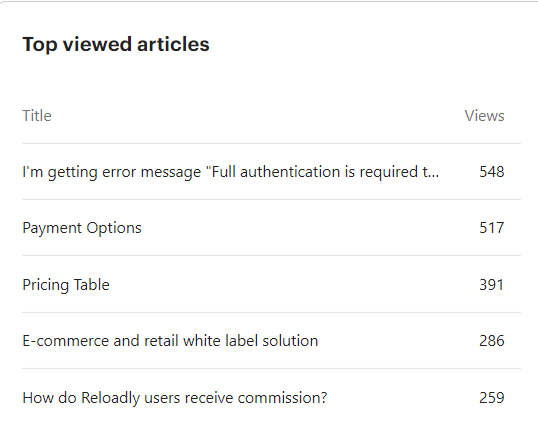 Top viewed articles
Title Views
I'm getting error message "Full authentication is required t... 548
Payment Options 517
Pricing Table 391
E-commerce and retail white label solution 286
How do Reloadly users receive commission? 259